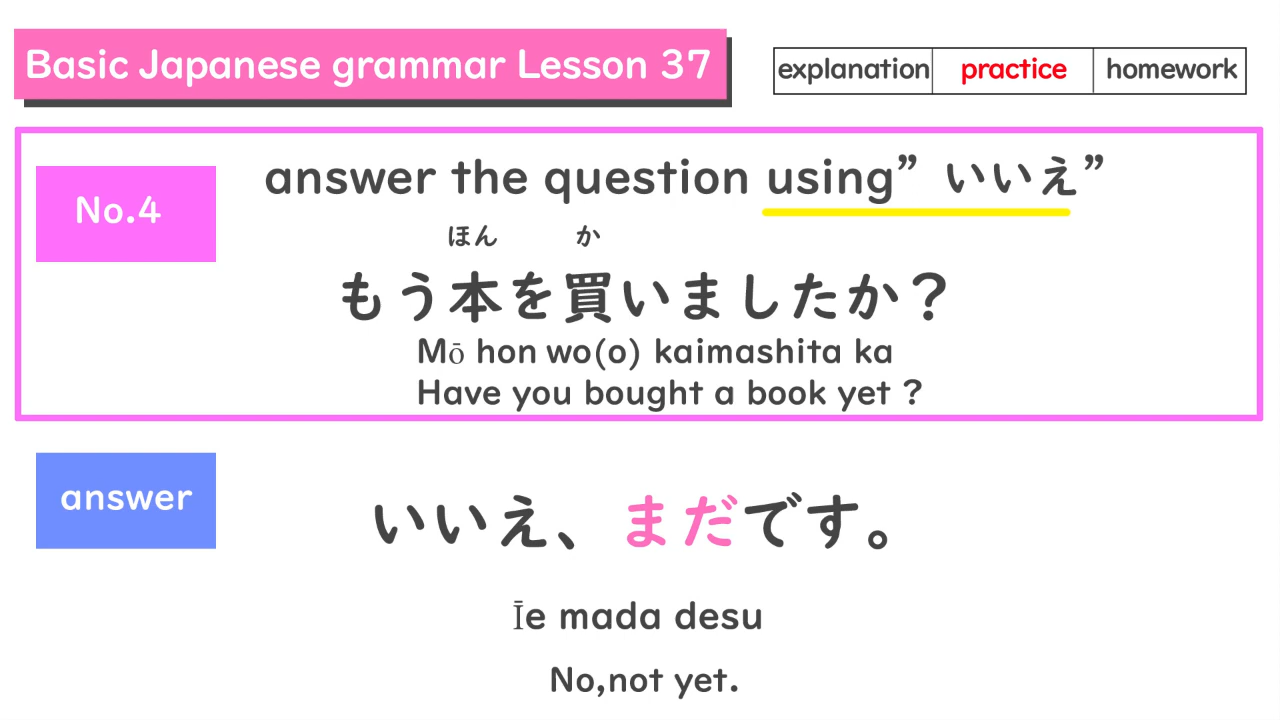 Basic Japanese grammar Lesson 37
explanation practice homework
No.4
answer the question using” いいえ”
ほん か
もう本を買いましたか？
Mō hon wo(o) kaimashita ka
Have you bought a book yet ?
answer
いいえ、まだです。
Īe mada desu
No,not yet.